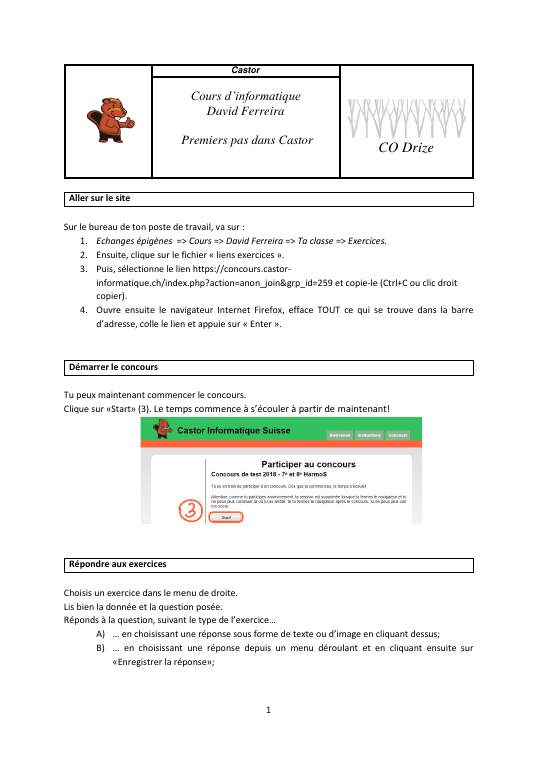 Castor
Cours d'informatique
David Ferreira
Premiers pas dans Castor
CO Drize
Aller sur le site
Sur le bureau de ton poste de travail, va sur :
1. Echanges épigènes => Cours => David Ferreira => Ta classe => Exercices.
2. Ensuite, clique sur le fichier « liens exercices ».
3. Puis, sélectionne le lien https://concours.castor-
informatique.ch/index.php?action=anon_join&grp_id=259 et copie-le (Ctrl+C ou clic droit
copier).
4. Ouvre ensuite le navigateur Internet Firefox, efface TOUT ce qui se trouve dans la barre
d'adresse, colle le lien et appuie sur « Enter ».
Démarrer le concours
Tu peux maintenant commencer le concours.
Clique sur «Start» (3). Le temps commence à s'écouler à partir de maintenant!
Castor Informatique Suisse
Bienvenue Instructions Concours
Participer au concours
Concours de test 2018 - 7e et 8e HarmoS
3
Start
Répondre aux exercices
Choisis un exercice dans le menu de droite.
Lis bien la donnée et la question posée.
Réponds à la question, suivant le type de l'exercice…
A) … en choisissant une réponse sous forme de texte ou d'image en cliquant dessus;
B) … en choisissant une réponse depuis un menu déroulant et en cliquant ensuite sur
«Enregistrer la réponse»;
1